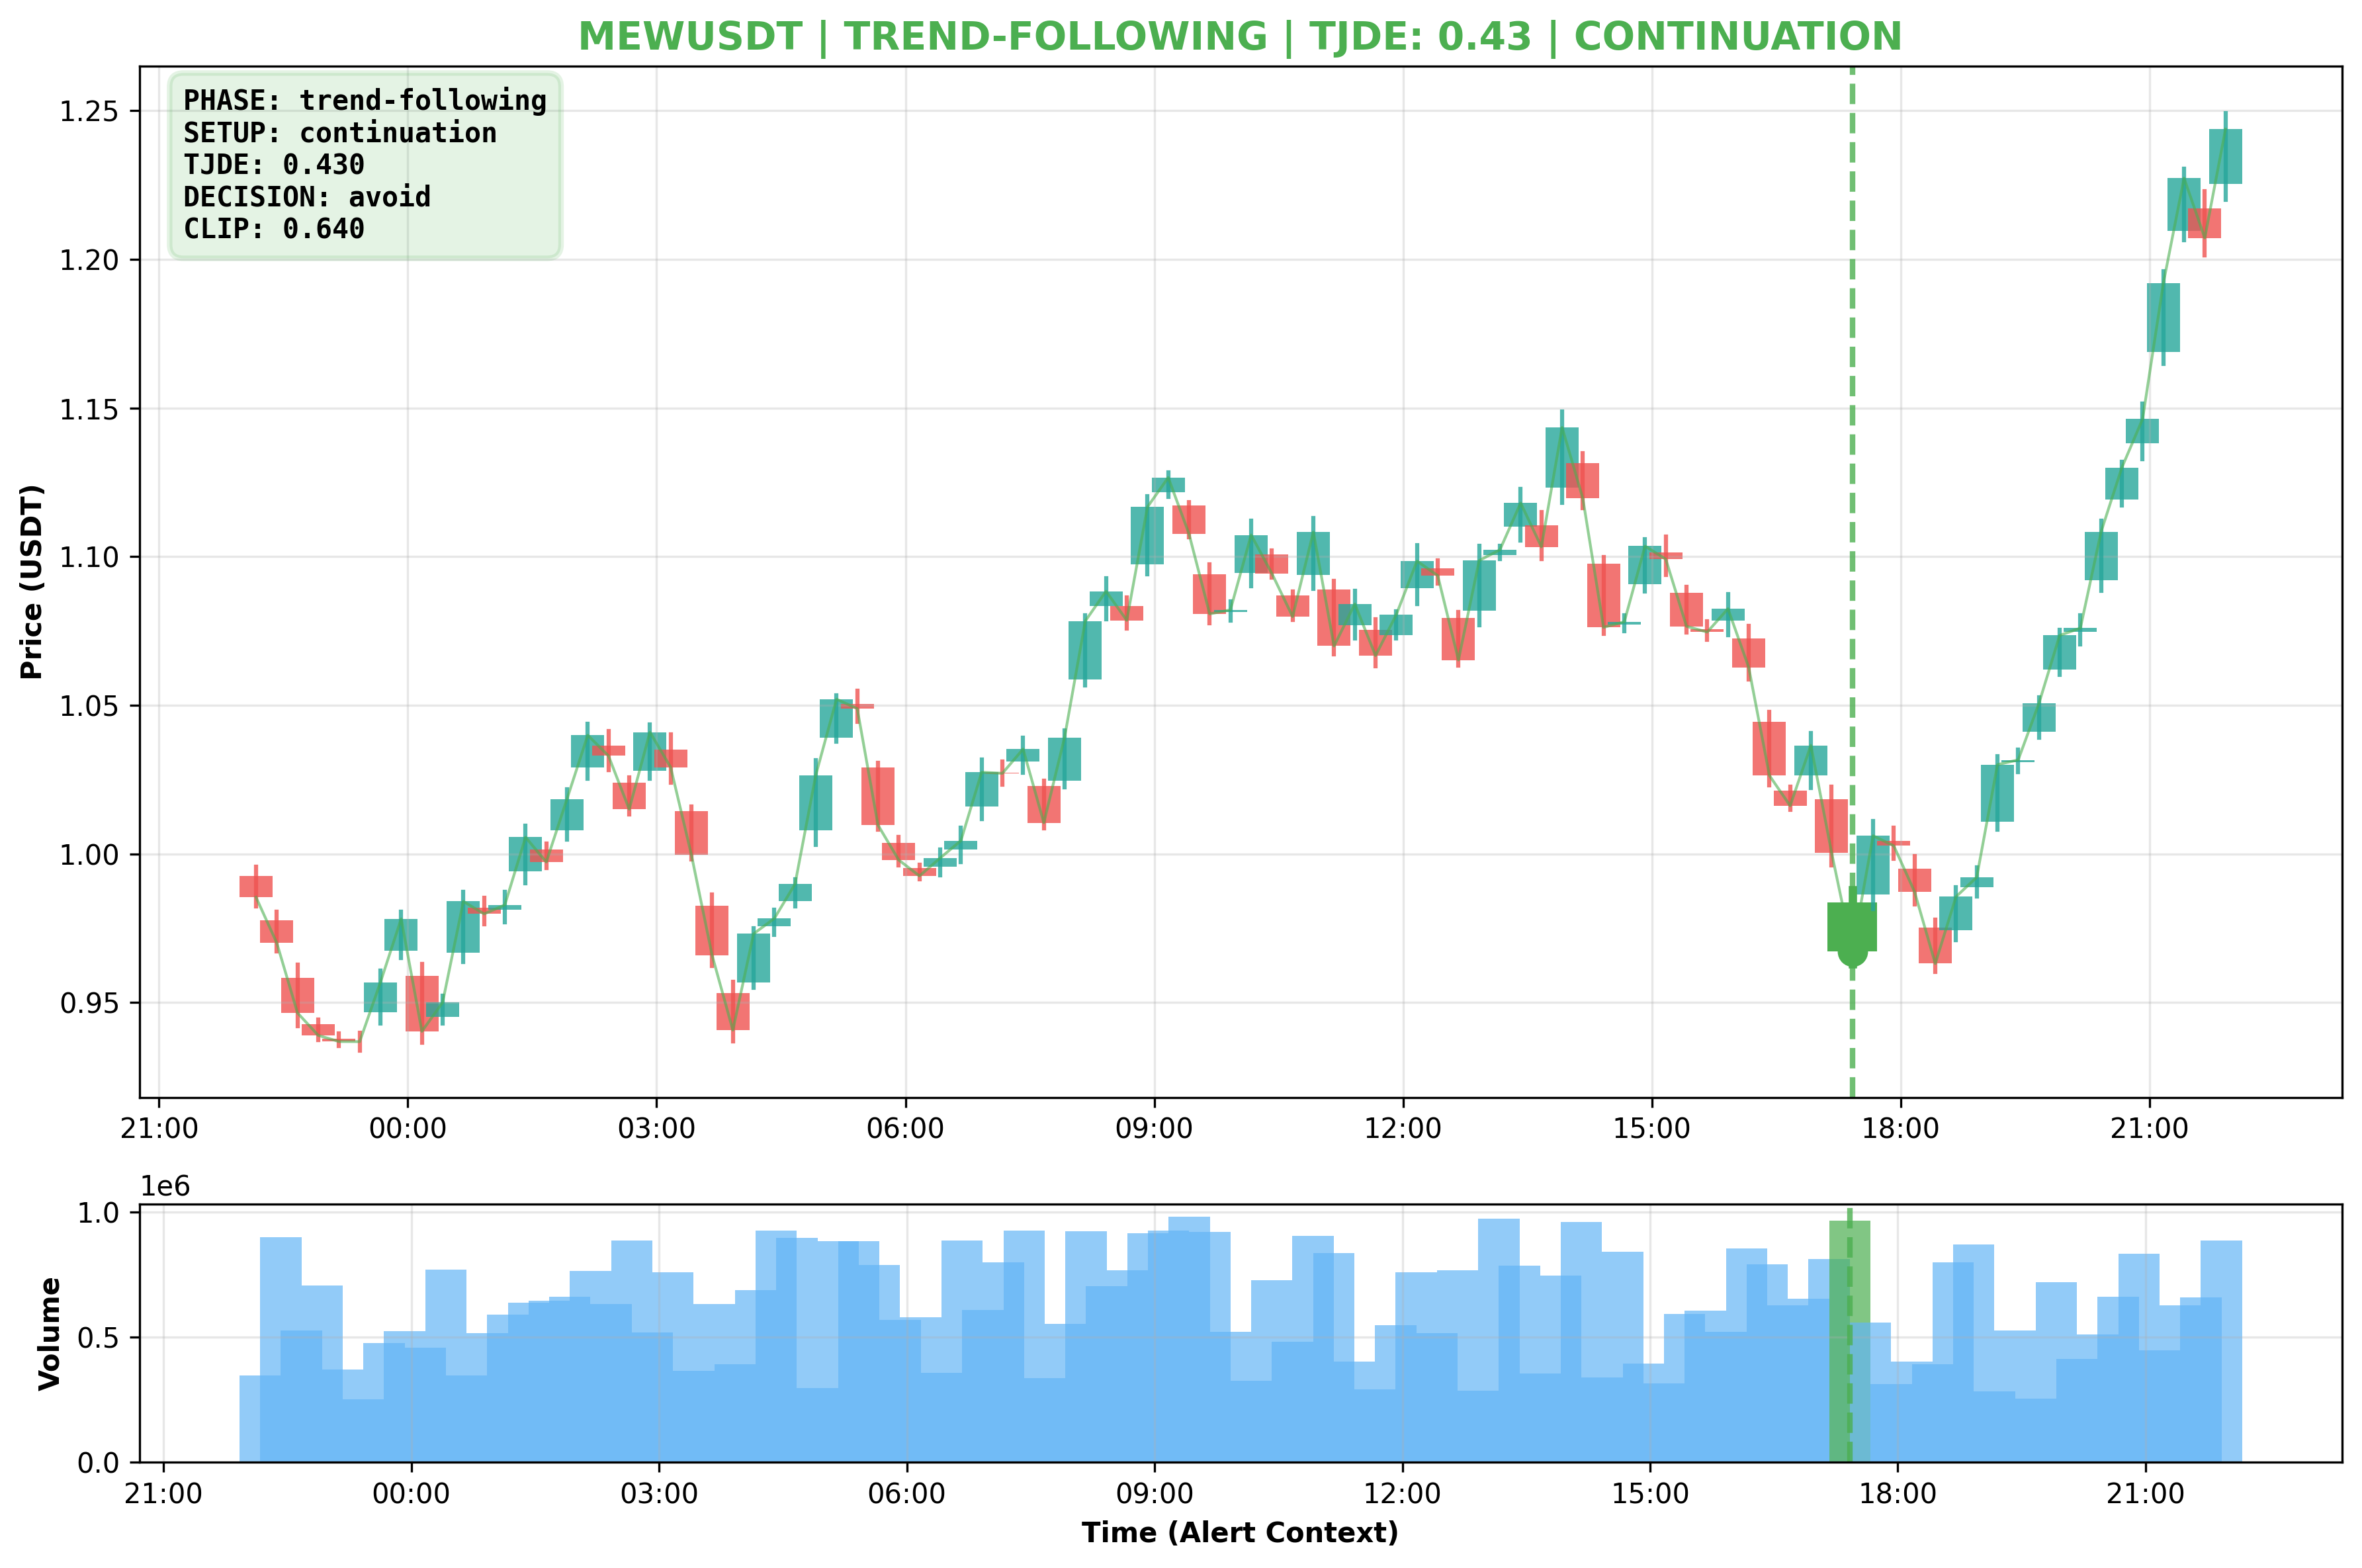 MEWUSDT | TREND-FOLLOWING | TJDE: 0.43 | CONTINUATION
PHASE: trend-following
SETUP: continuation
TJDE: 0.430
DECISION: avoid
CLIP: 0.640
Price (USDT)
1.25
1.20
1.15
1.10
1.05
1.00
0.95
21:00 00:00 03:00 06:00 09:00 12:00 15:00 18:00 21:00
1e6
Volume
1.0
0.5
0.0
21:00 00:00 03:00 06:00 09:00 12:00 15:00 18:00 21:00
Time (Alert Context)